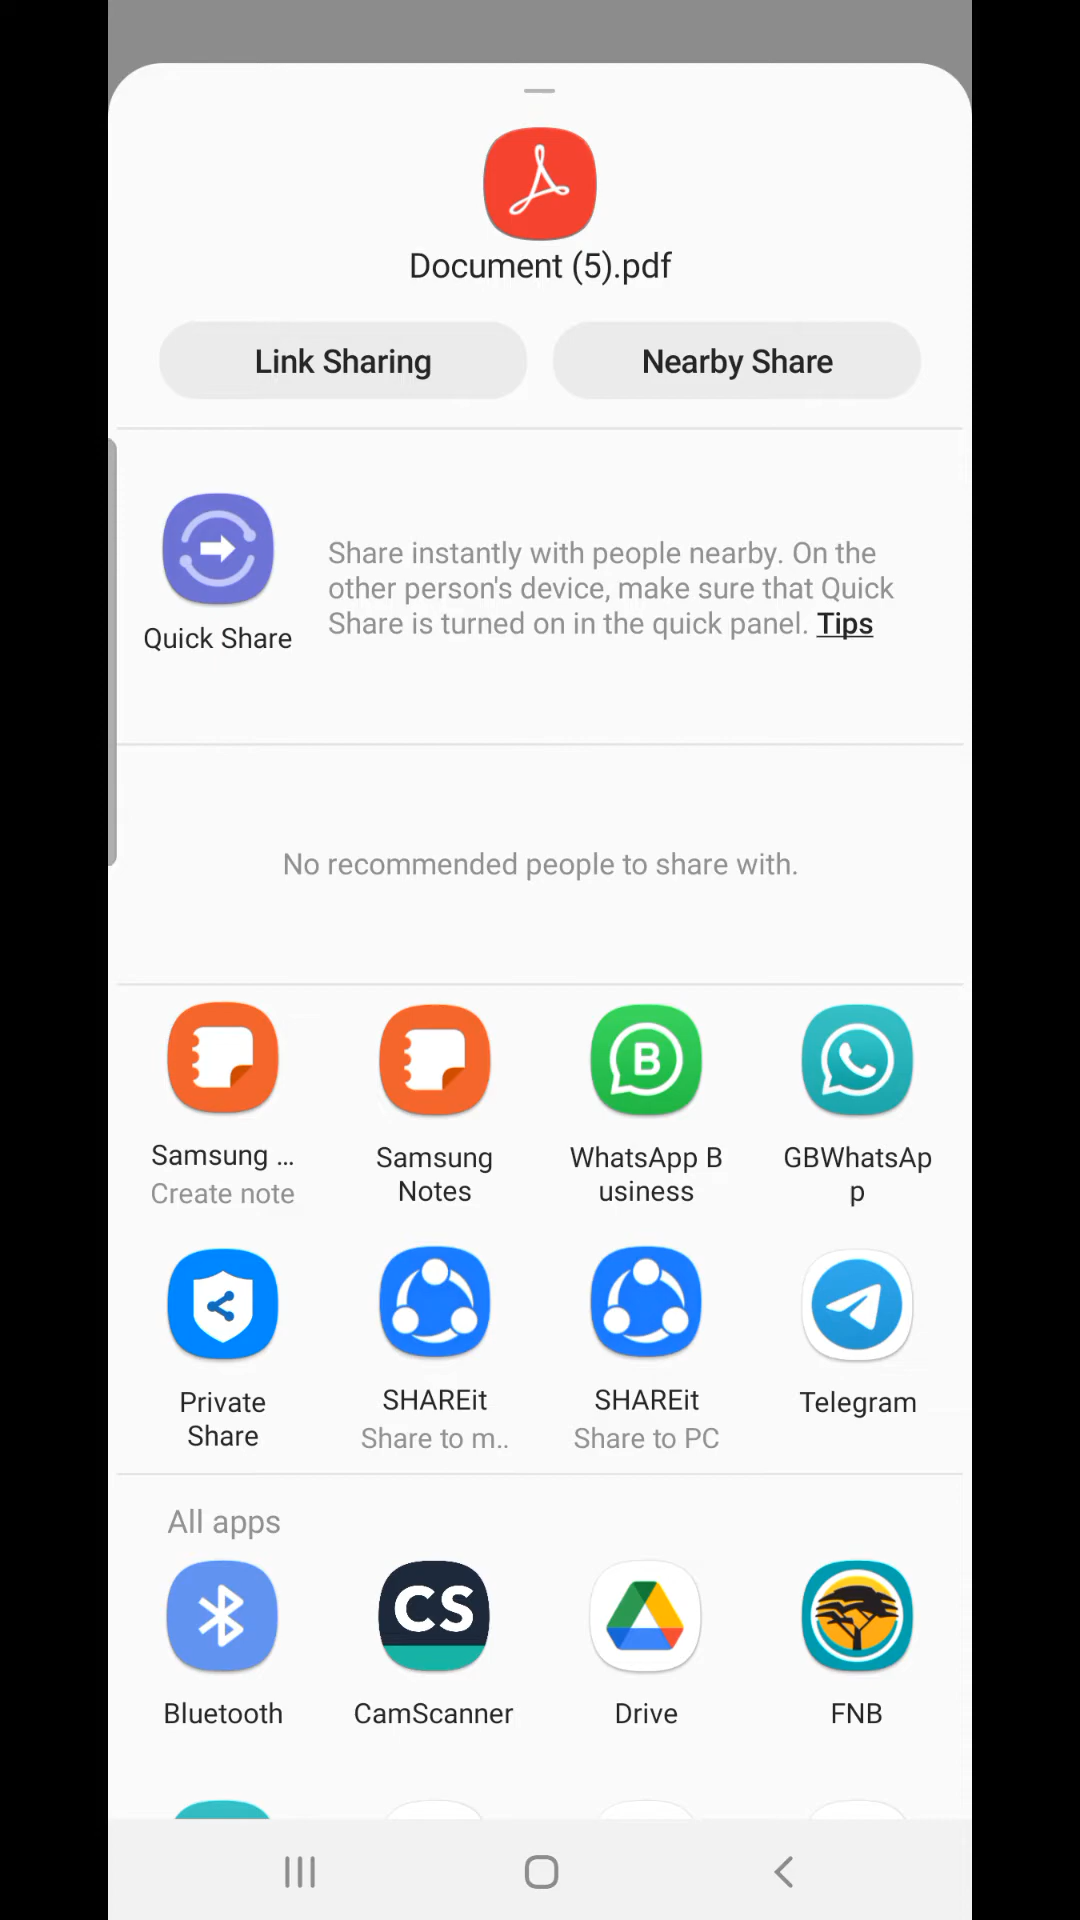 Document (5).pdf
Link Sharing
Nearby Share
Quick Share
Share instantly with people nearby. On the
other person's device, make sure that Quick
Share is turned on in the quick panel. Tips
No recommended people to share with.
Samsung ...
Create note
Samsung
Notes
WhatsApp B
usiness
GBWhatsAp
p
Private
Share
SHAREit
Share to m..
SHAREit
Share to PC
Telegram
All apps
CS
Bluetooth
CamScanner
Drive
FNB